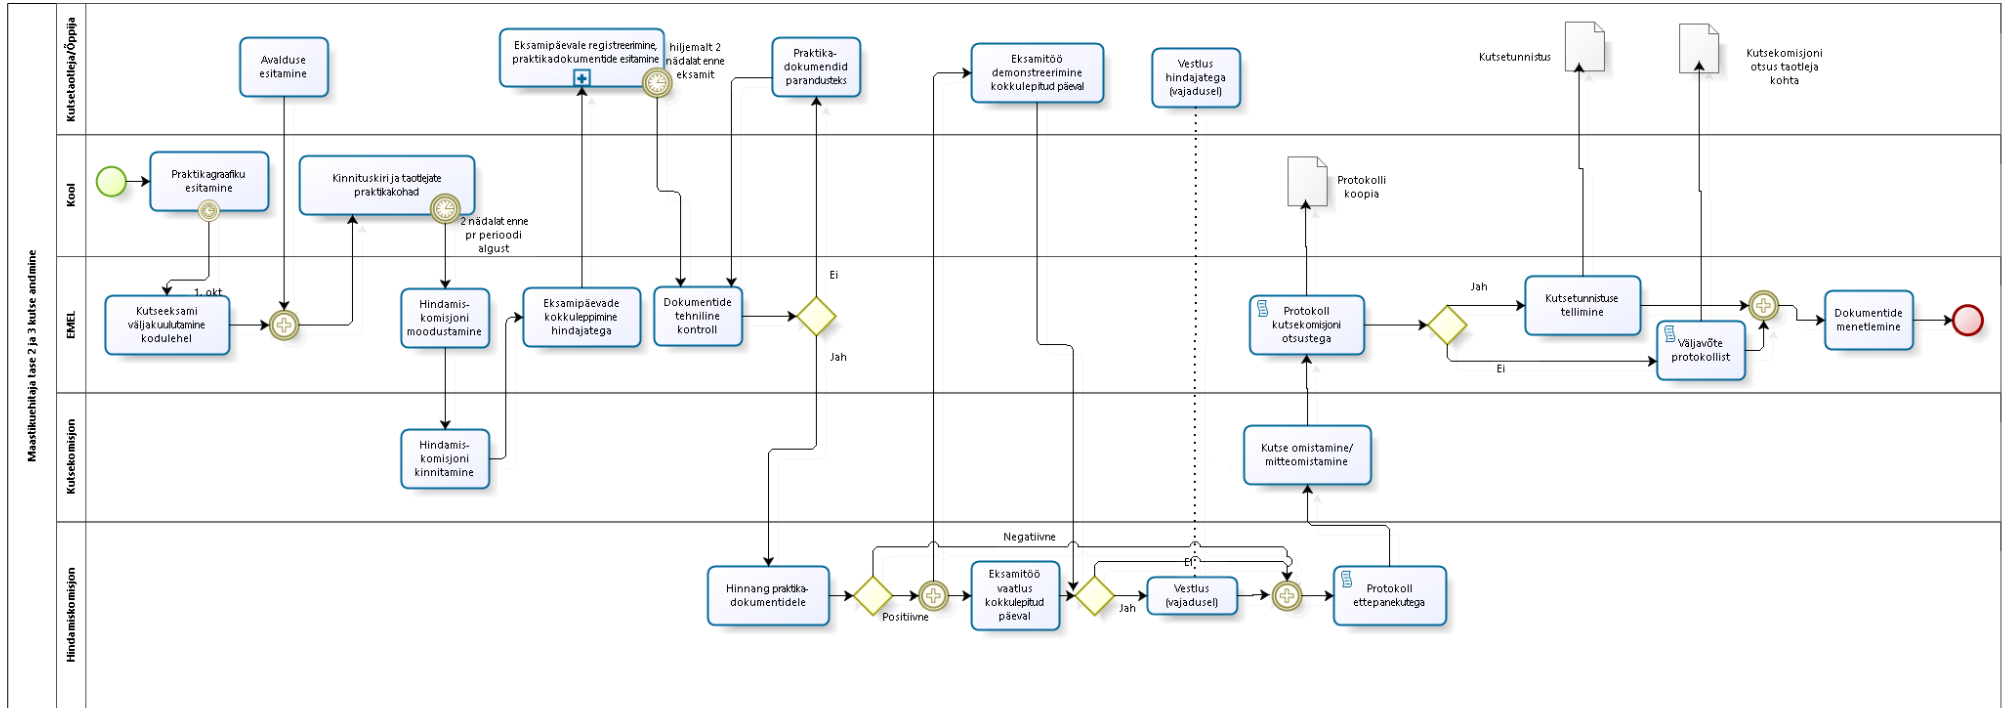 Maastikuehitaja tase 2 ja 3 kutse andmine
Kutsetaotleja/Õppija
Avalduse
esitamine
Eksamipäevale registreerimine,
praktikadokumentide esitamine
hiljemalt 2
nädalat enne
eksamit
Praktika-
dokumendid
parandusteks
Eksamitöö
demonstreerimine
kokkulepitud päeval
Vestlus
hindajatega
(vajadusel)
Kutsetunnistus
Kutsekomisjoni
otsus taotleja
kohta
Kool
Praktikagraafiku
esitamine
Kinnituskiri ja taotlejate
praktikakohad
2 nädalat enne
pr perioodi
algust
Protokolli
koopia
EMEL
1. okt
Kutseeksami
väljakuulutamine
kodulehel
Hindamis-
komisjoni
moodustamine
Eksamipäevade
kokkuleppimine
hindajatega
Dokumentide
tehniline
kontroll
Ei
Jah
Protokoll
kutsekomisjoni
otsustega
Jah
Ei
Kutsetunnistuse
tellimine
Väljavõte
protokollist
Dokumentide
menetlemine
Kutsekomisjon
Hindamis-
komisjoni
kinnitamine
Kutse omistamine/
mitteomistamine
Hindamiskomisjon
Hinnang praktika-
dokumentidele
Negatiivne
Positiivne
Eksamitöö
vaatlus
kokkulepitud
päeval
Ei
Jah
Vestlus
(vajadusel)
Protokoll
ettepanekutega